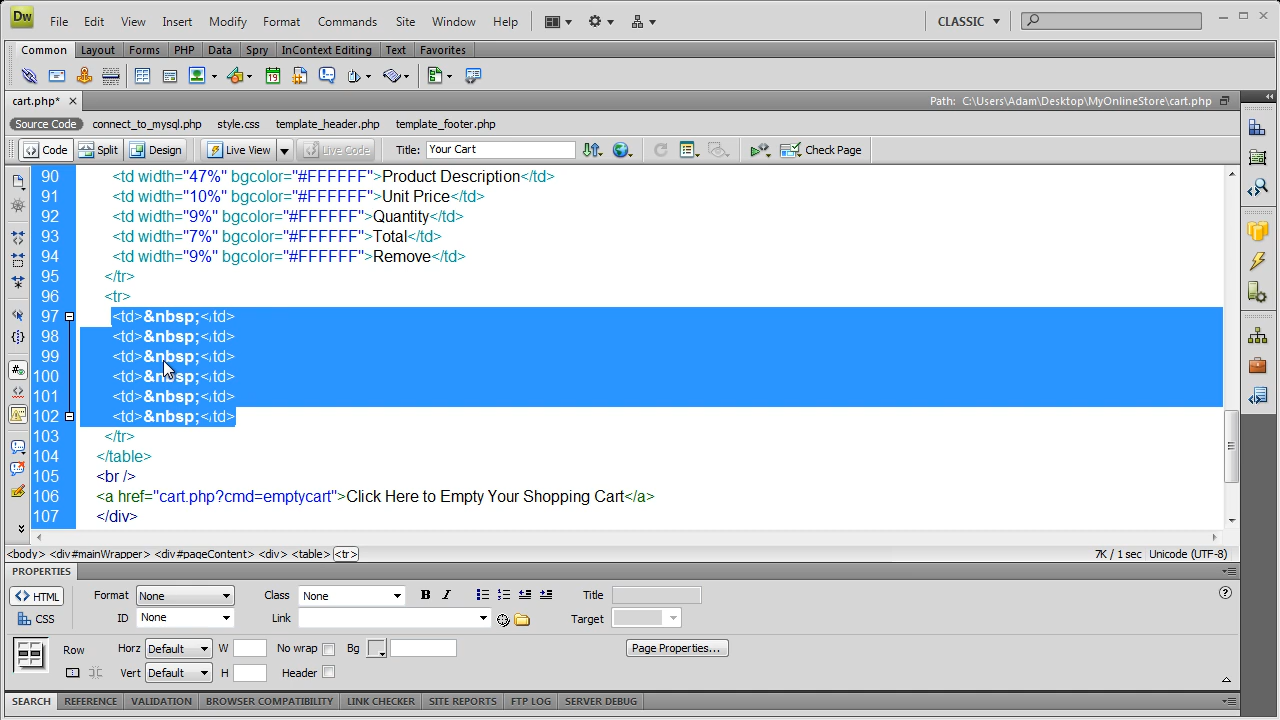 Dw File Edit View Insert Modify Format Commands Site Window Help CLASSIC
Common Layout Forms PHP Data Spry InContext Editing Text Favorites
19
cart.php* Path: C:\Users\Adam\Desktop\MyOnlineStore\cart.php
Source Code connect_to_mysql.php style.css template_header.php template_footer.php
Code Split Design Live View Live Code Title: Your Cart Check Page
90 <td width="47%" bgcolor="#FFFFFF">Product Description</td>
91 <td width="10%" bgcolor="#FFFFFF">Unit Price</td>
92 <td width="9%" bgcolor="#FFFFFF">Quantity</td>
93 <td width="7%" bgcolor="#FFFFFF">Total</td>
94 <td width="9%" bgcolor="#FFFFFF">Remove</td>
95 </tr>
96 <tr>
97 <td>&nbsp;</td>
98 <td>&nbsp;</td>
99 <td>&nbsp;</td>
100 <td>&nbsp;</td>
101 <td>&nbsp;</td>
102 <td>&nbsp;</td>
103 </tr>
104 </table>
105 <br />
106 <a href="cart.php?cmd=emptycart">Click Here to Empty Your Shopping Cart</a>
107 </div>
<body> <div#mainWrapper> <div#pageContent> <div> <table> <tr> 7K / 1 sec Unicode (UTF-8)
PROPERTIES
<> HTML Format None Class None B I Title
CSS ID None Link Target
Row Horz Default W No wrap Bg Page Properties...
Vert Default H Header
SEARCH REFERENCE VALIDATION BROWSER COMPATIBILITY LINK CHECKER SITE REPORTS FTP LOG SERVER DEBUG